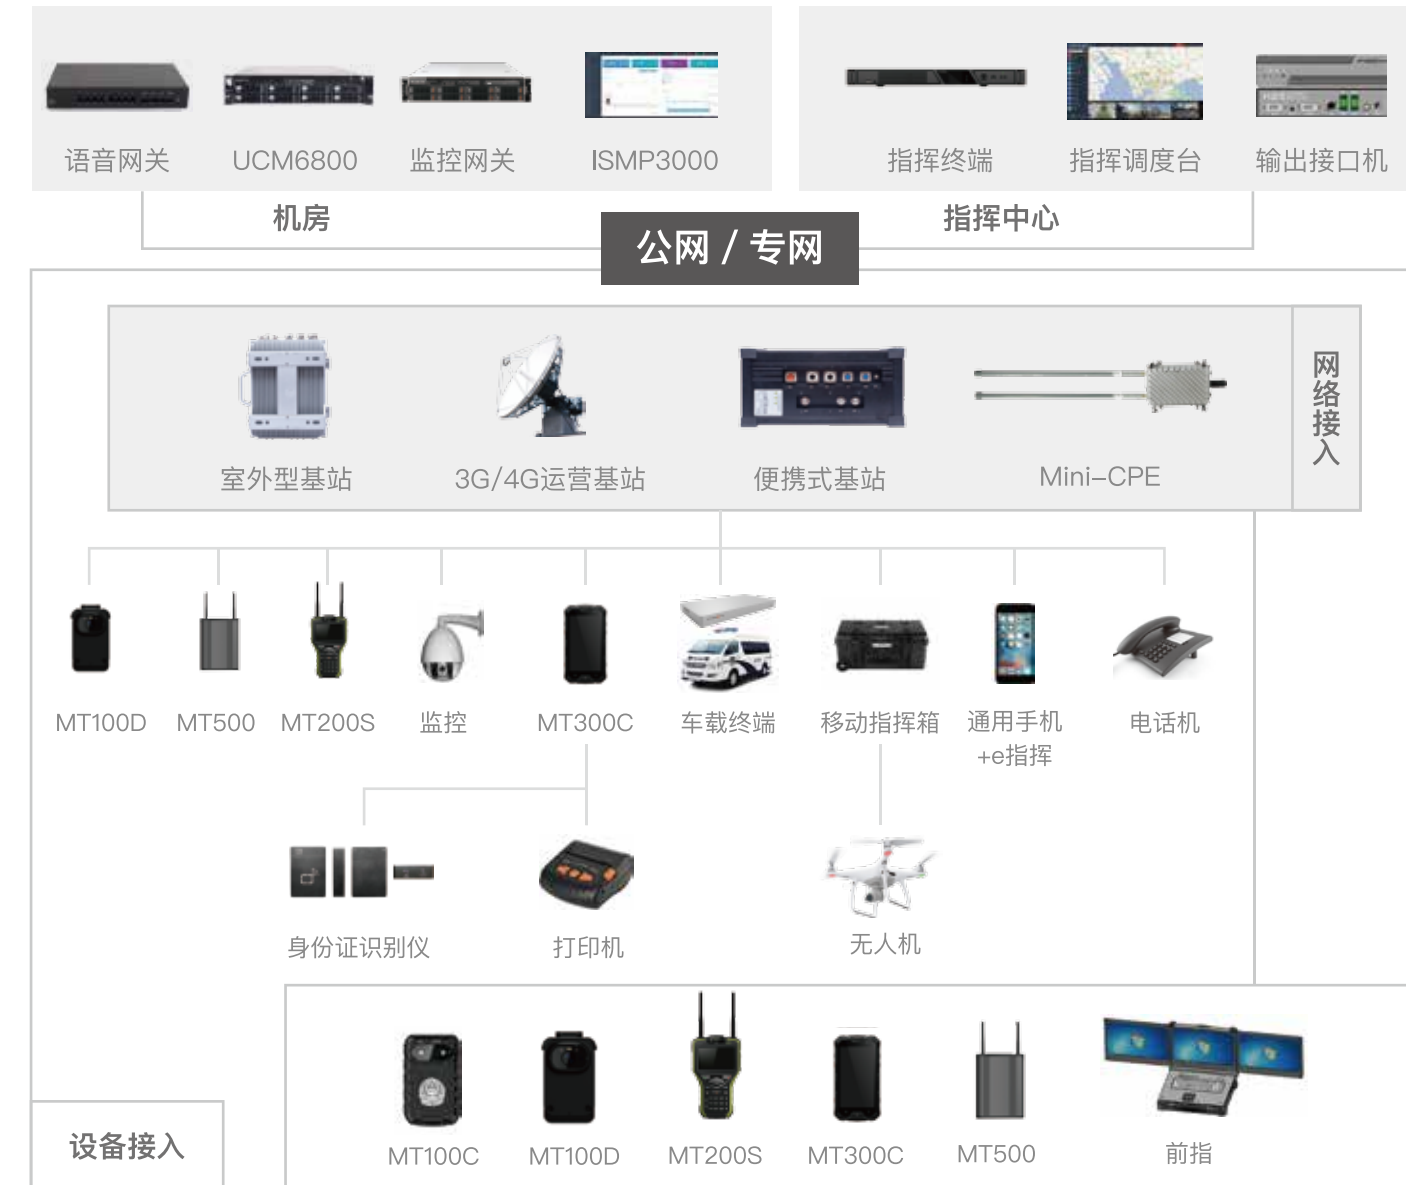 语音网关
UCM6800
监控网关
ISMP3000
指挥终端
指挥调度台
输出接口机
机房
指挥中心
公网 / 专网
室外型基站
3G/4G运营基站
便携式基站
Mini-CPE
网络接入
MT100D
MT500
MT200S
监控
MT300C
车载终端
移动指挥箱
通用手机
+e指挥
电话机
身份证识别仪
打印机
无人机
设备接入
MT100C
MT100D
MT200S
MT300C
MT500
前指